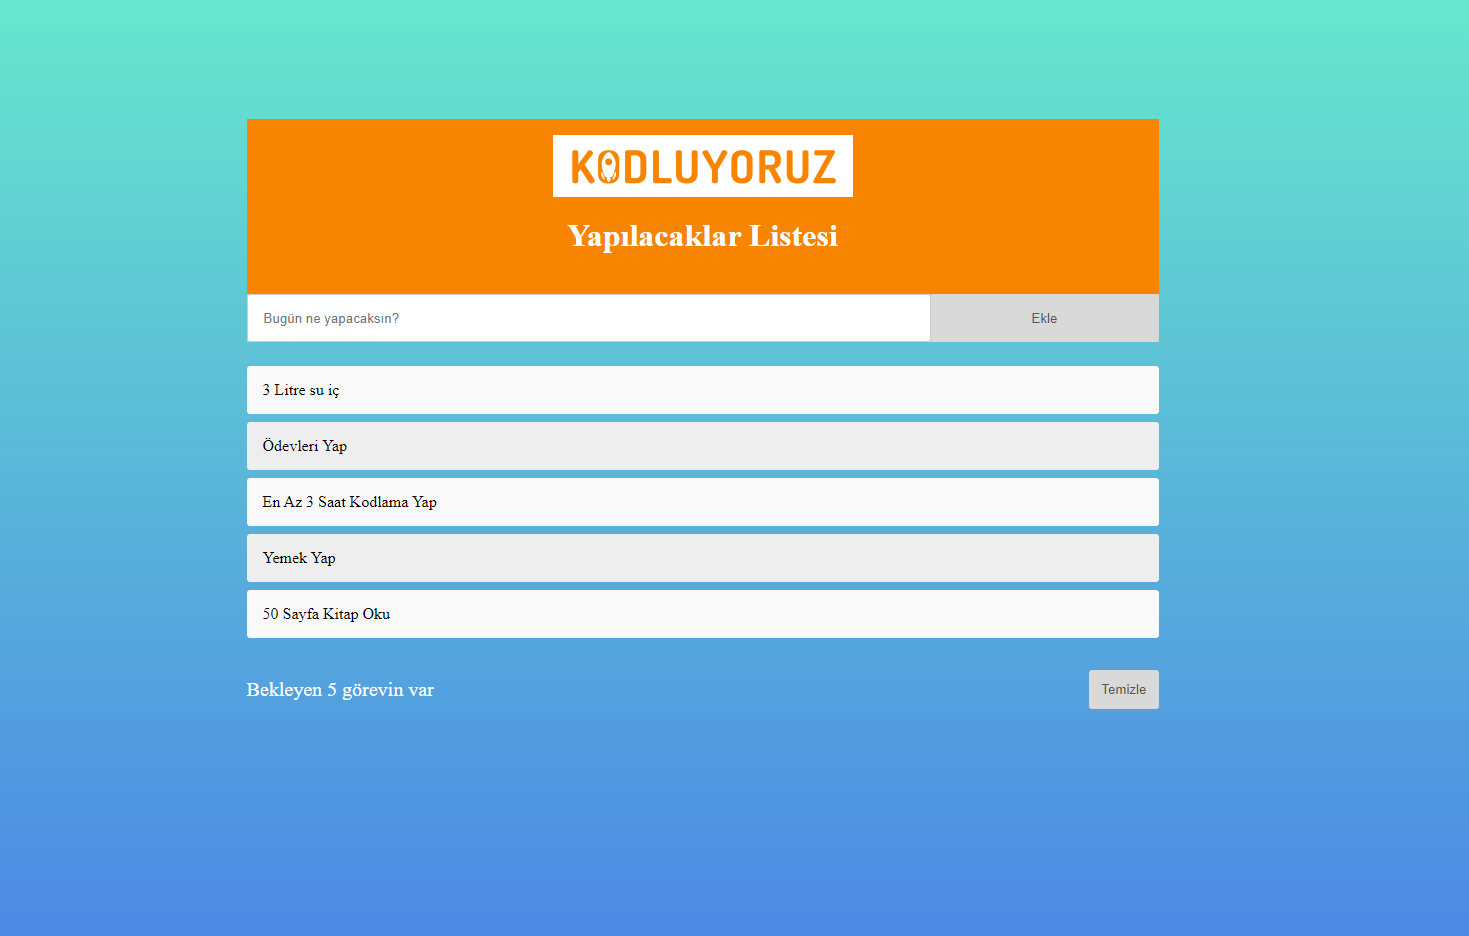 KODLUYORUZ
Yapılacaklar Listesi
Bugün ne yapacaksın?
Ekle
3 Litre su iç
Ödevleri Yap
En Az 3 Saat Kodlama Yap
Yemek Yap
50 Sayfa Kitap Oku
Bekleyen 5 görevin var
Temizle